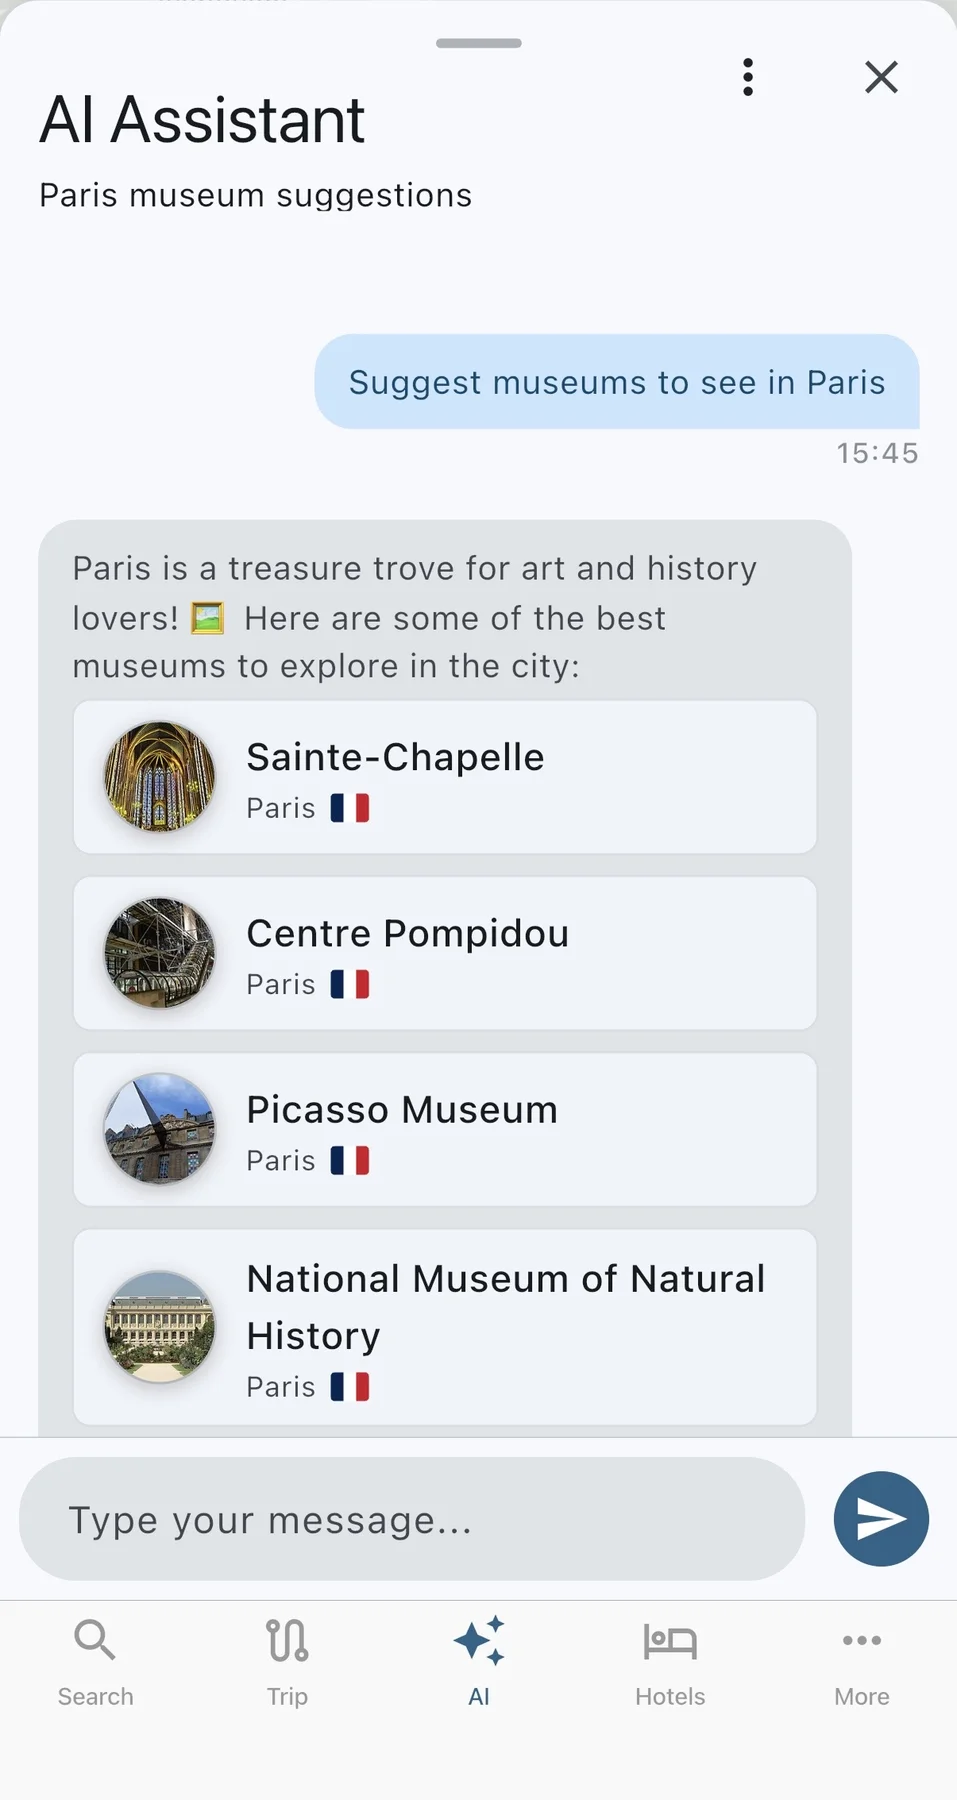 AI Assistant
Paris museum suggestions
Suggest museums to see in Paris
15:45
Paris is a treasure trove for art and history
lovers! 🖼️ Here are some of the best
museums to explore in the city:
Sainte-Chapelle
Paris 🇫🇷
Centre Pompidou
Paris 🇫🇷
Picasso Museum
Paris 🇫🇷
National Museum of Natural
History
Paris 🇫🇷
Type your message...
Search
Trip
AI
Hotels
More